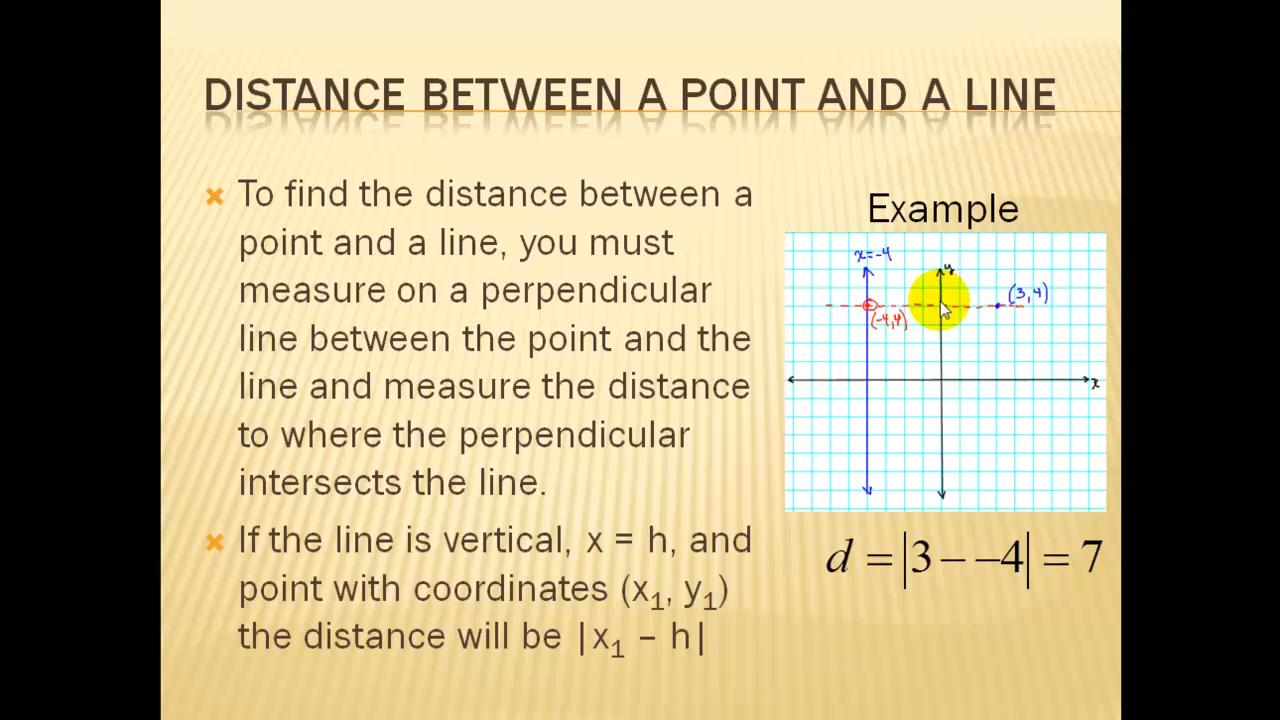 DISTANCE BETWEEN A POINT AND A LINE
To find the distance between a
point and a line, you must
measure on a perpendicular
line between the point and the
line and measure the distance
to where the perpendicular
intersects the line.
If the line is vertical, x = h, and
point with coordinates (x₁, y₁)
the distance will be |x₁ – h|
Example
x=-4
y
(3,4)
(-4,4)
x
d = |3 − −4| = 7